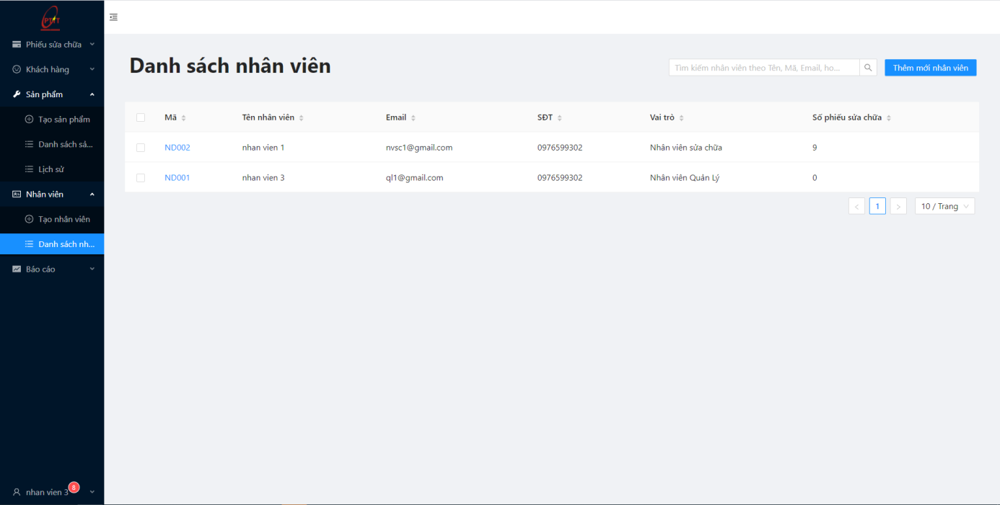 PTIT
Phiếu sửa chữa
Khách hàng
Sản phẩm
Tạo sản phẩm
Danh sách sả...
Lịch sử
Nhân viên
Tạo nhân viên
Danh sách nh...
Báo cáo
nhan vien 3
8
Danh sách nhân viên
Tìm kiếm nhân viên theo Tên, Mã, Email, ho...
Thêm mới nhân viên
Mã Tên nhân viên Email SĐT Vai trò Số phiếu sửa chữa
ND002 nhan vien 1 nvsc1@gmail.com 0976599302 Nhân viên sửa chữa 9
ND001 nhan vien 3 ql1@gmail.com 0976599302 Nhân viên Quản Lý 0
1 10 / Trang